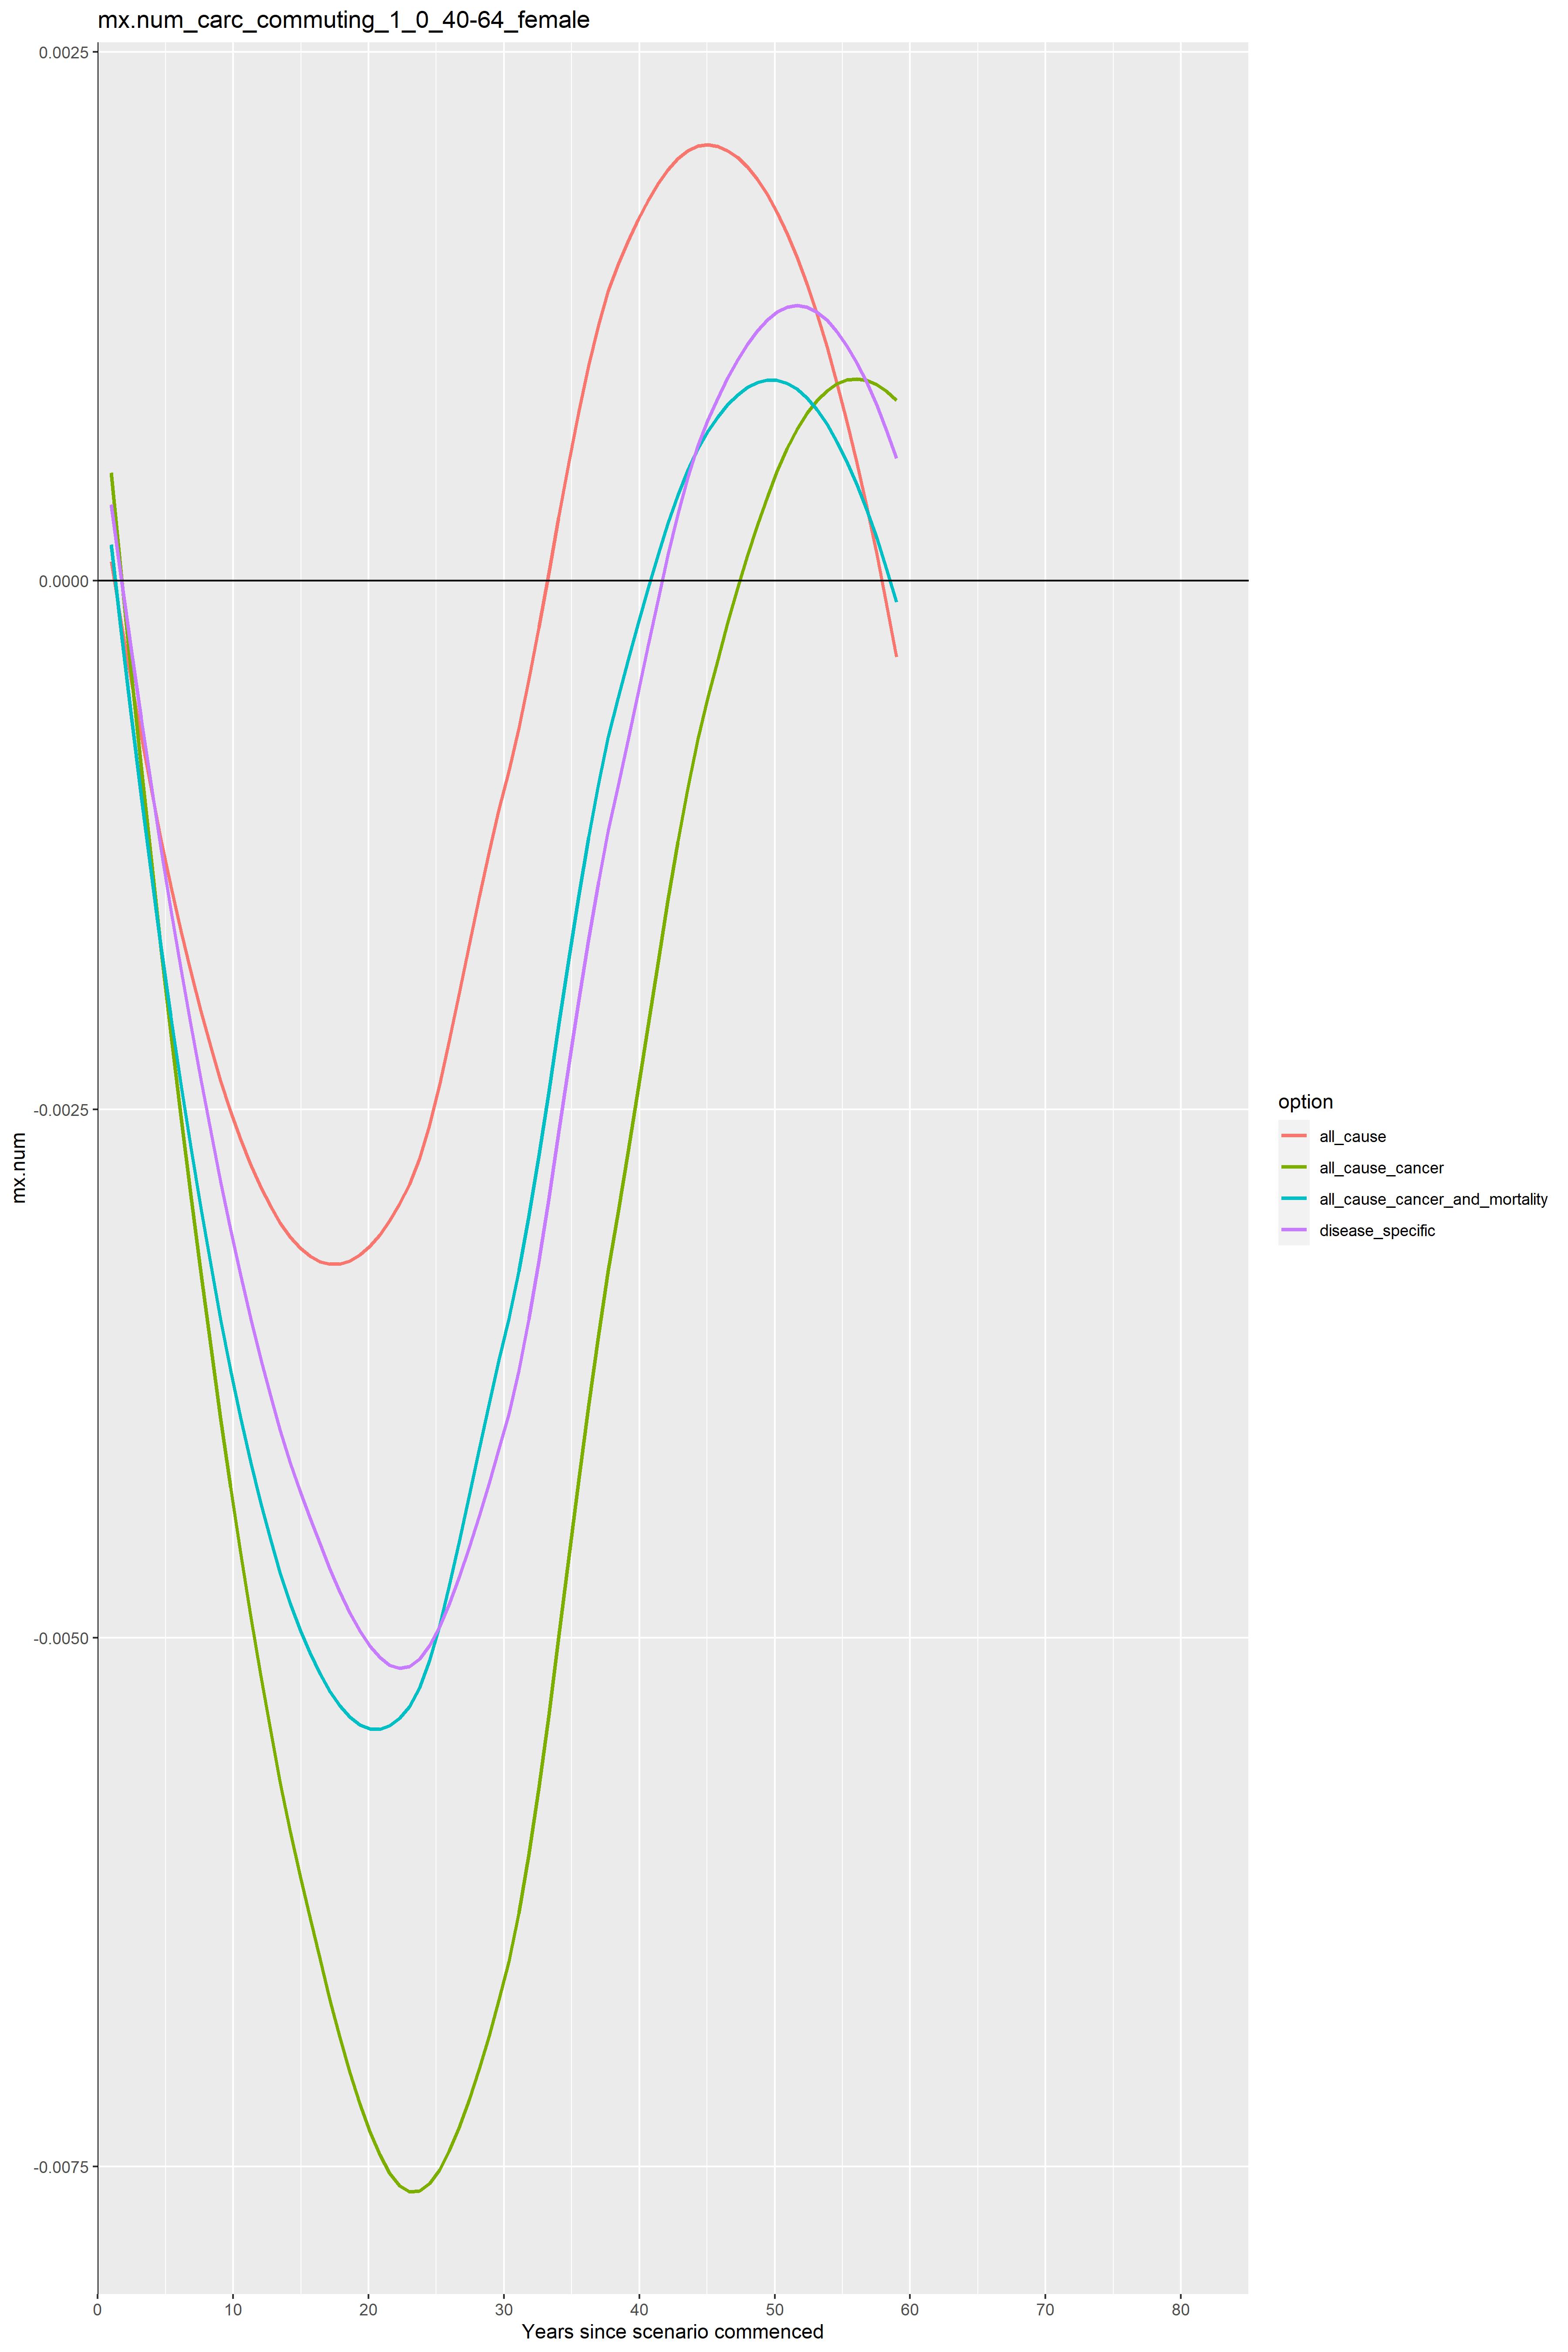 mx.num_carc_commuting_1_0_40-64_female
0.0025
0.0000
-0.0025
-0.0050
-0.0075
mx.num
0 10 20 30 40 50 60 70 80
Years since scenario commenced
option
all_cause
all_cause_cancer
all_cause_cancer_and_mortality
disease_specific